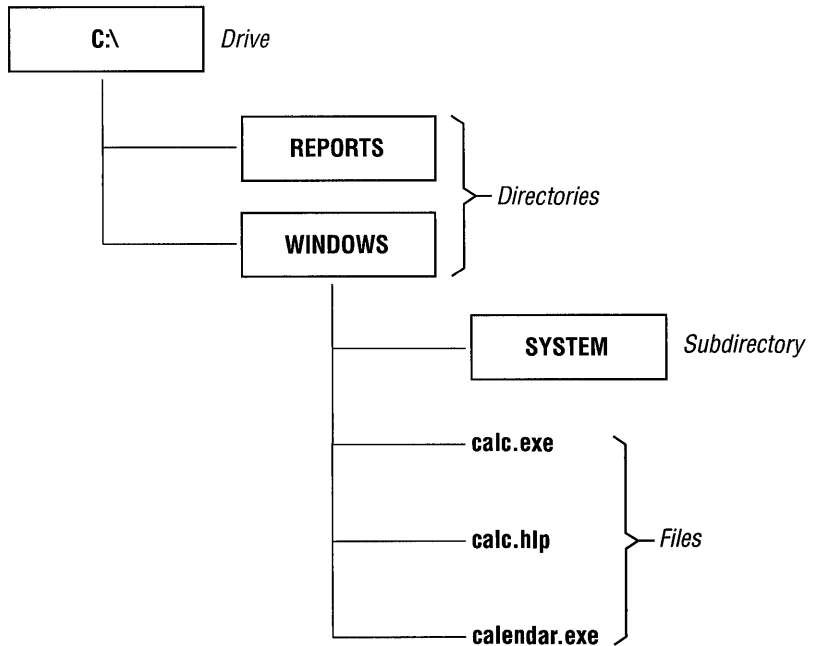 C:\ Drive
REPORTS
Directories
WINDOWS
SYSTEM Subdirectory
calc.exe
calc.hlp Files
calendar.exe